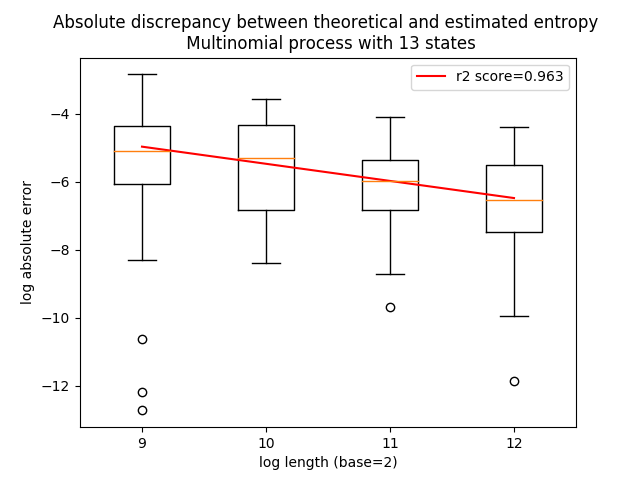 Absolute discrepancy between theoretical and estimated entropy
Multinomial process with 13 states
r2 score=0.963
log absolute error
−4
−6
−8
−10
−12
9
10
11
12
log length (base=2)